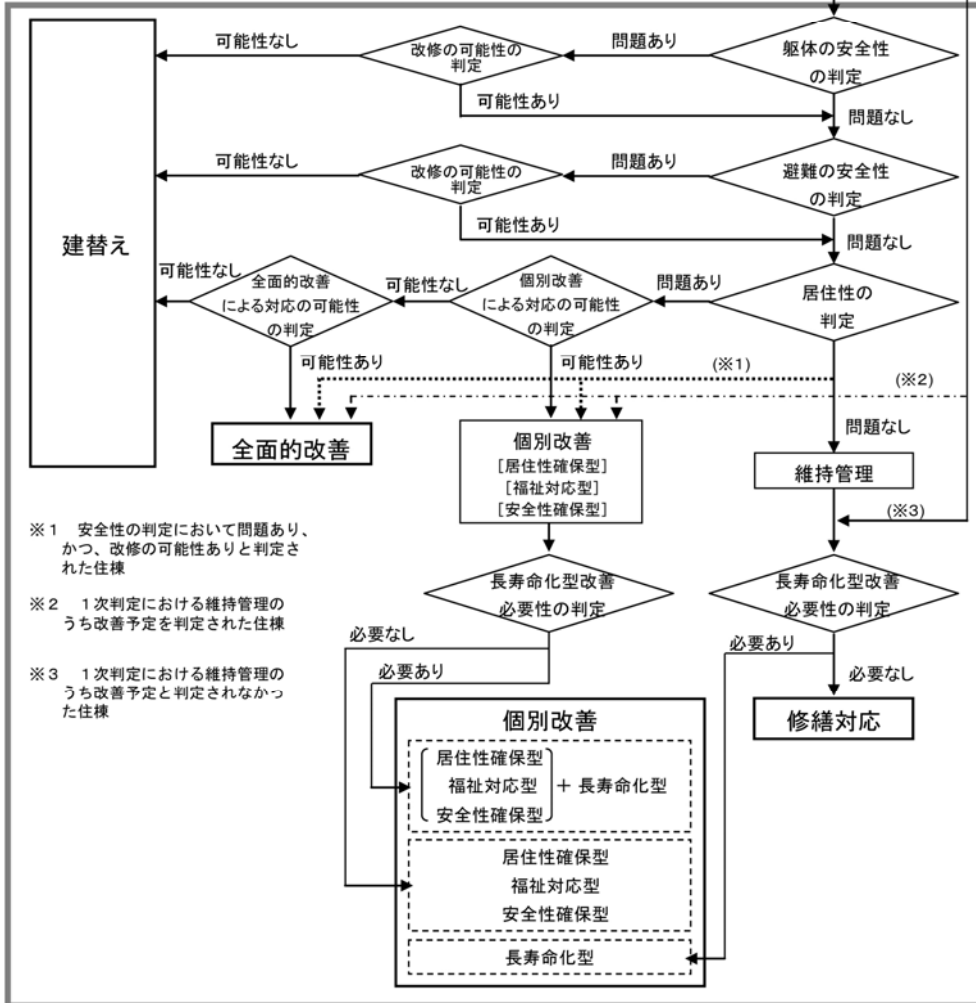 可能性なし
改修の可能性の
判定
問題あり
躯体の安全性
の判定
可能性あり
問題なし
可能性なし
改修の可能性の
判定
問題あり
避難の安全性
の判定
可能性あり
問題なし
建替え
可能性なし
全面的改善
による対応の可能性
の判定
可能性なし
個別改善
による対応の可能性
の判定
問題あり
居住性の
判定
可能性あり
可能性あり
(※1)
(※2)
問題なし
全面的改善
個別改善
[居住性確保型]
[福祉対応型]
[安全性確保型]
維持管理
(※3)
※1 安全性の判定において問題あり、
かつ、改修の可能性ありと判定さ
れた住棟
※2 1次判定における維持管理の
うち改善予定を判定された住棟
※3 1次判定における維持管理の
うち改善予定と判定されなかっ
た住棟
長寿命化型改善
必要性の判定
長寿命化型改善
必要性の判定
必要なし
必要あり
必要あり
必要なし
修繕対応
個別改善
居住性確保型
福祉対応型
安全性確保型
+ 長寿命化型
居住性確保型
福祉対応型
安全性確保型
長寿命化型